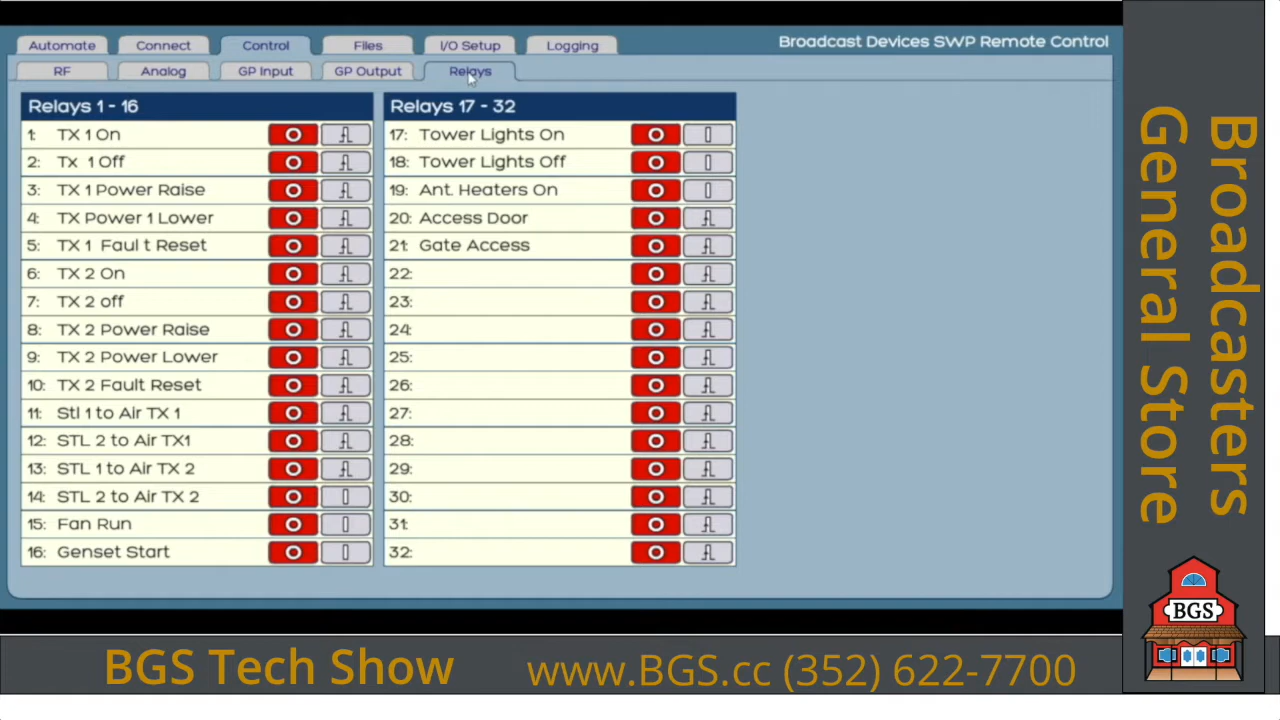 Automate Connect Control Files I/O Setup Logging Broadcast Devices SWP Remote Control
RF Analog GP Input GP Output Relays
Relays 1 - 16
1: TX 1 On
2: Tx 1 Off
3: TX 1 Power Raise
4: TX Power 1 Lower
5: TX 1 Faul t Reset
6: TX 2 On
7: TX 2 off
8: TX 2 Power Raise
9: TX 2 Power Lower
10: TX 2 Fault Reset
11: Stl 1 to Air TX 1
12: STL 2 to Air TX1
13: STL 1 to Air TX 2
14: STL 2 to Air TX 2
15: Fan Run
16: Genset Start
Relays 17 - 32
17: Tower Lights On
18: Tower Lights Off
19: Ant. Heaters On
20: Access Door
21: Gate Access
22:
23:
24:
25:
26:
27:
28:
29:
30:
31:
32:
Broadcasters
General Store
BGS
BGS Tech Show www.BGS.cc (352) 622-7700